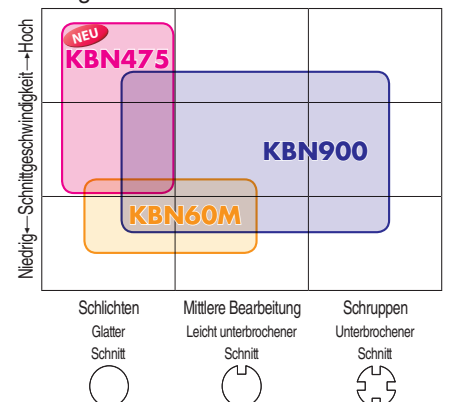 NEU
KBN475
KBN900
KBN60M
Niedrig←Schnittgeschwindigkeit→Hoch
Schlichten Mittlere Bearbeitung Schruppen
Glatter Leicht unterbrochener Unterbrochener
Schnitt Schnitt Schnitt